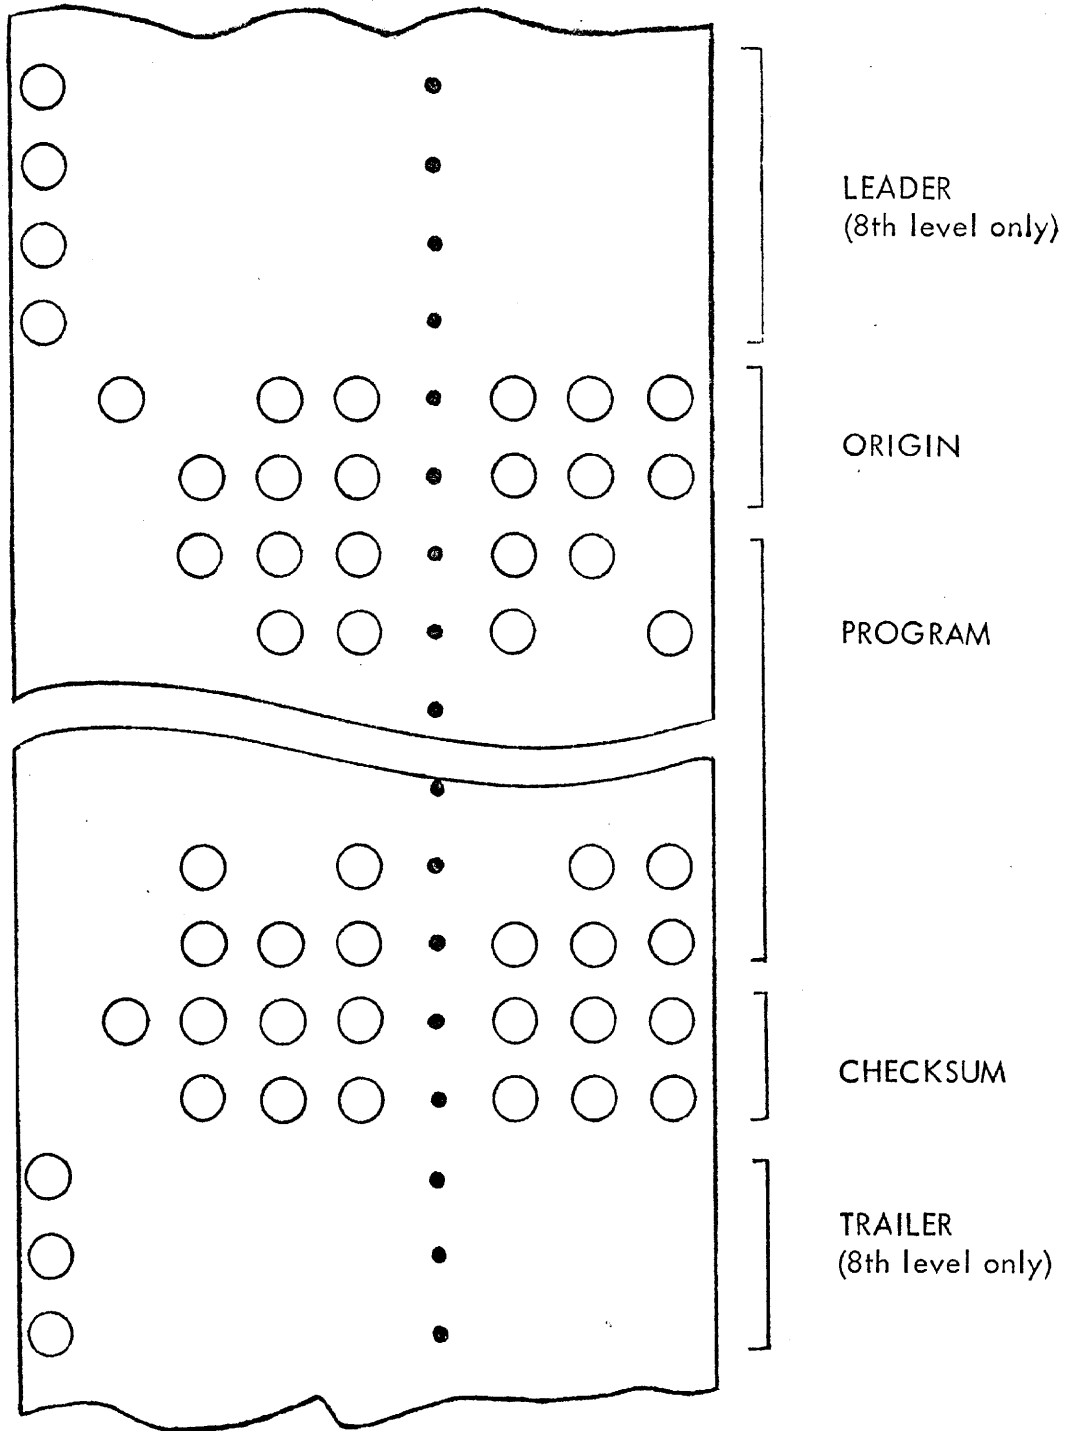 LEADER
(8th level only)
ORIGIN
PROGRAM
CHECKSUM
TRAILER
(8th level only)